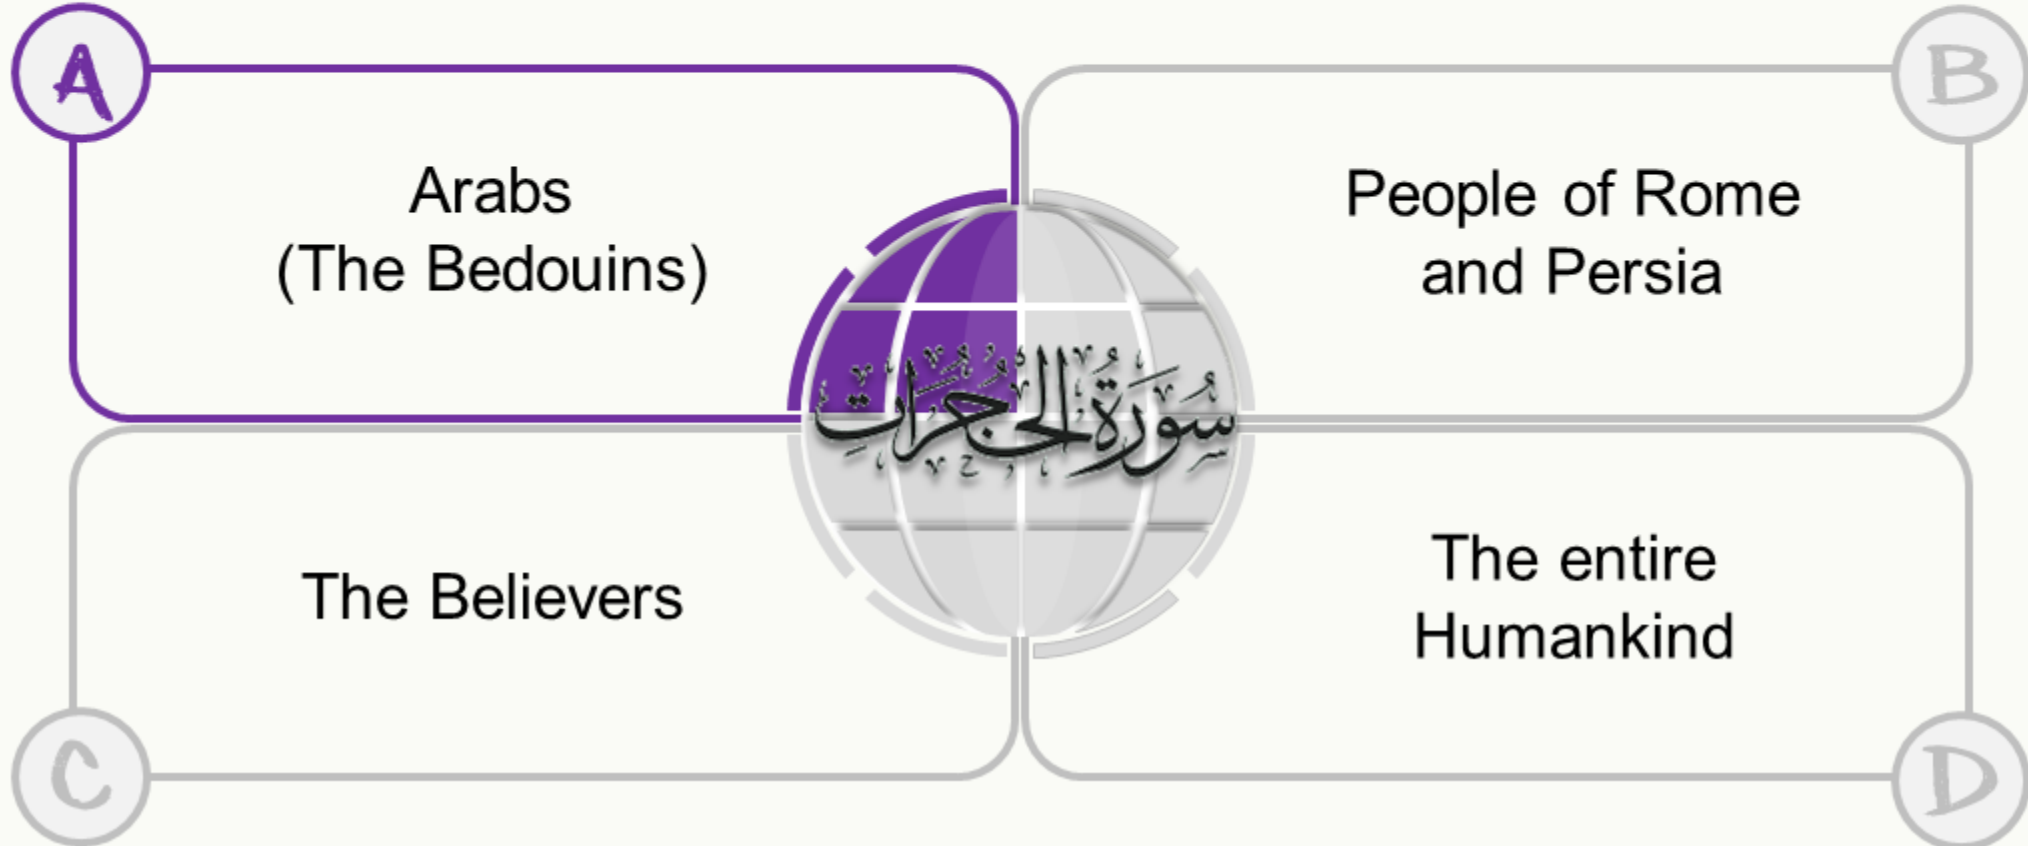 A
Arabs
(The Bedouins)
B
People of Rome
and Persia
سُورَةُ الحُجُرَاتِ
C
The Believers
D
The entire
Humankind